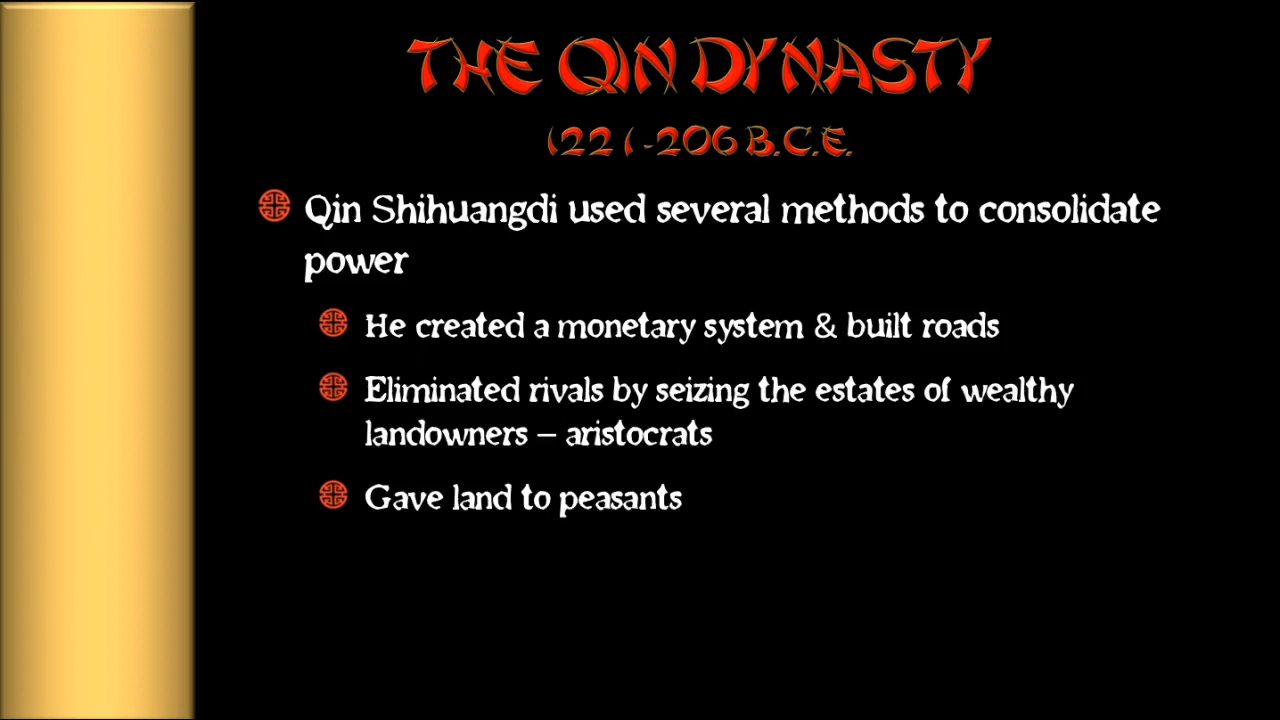 THE QIN DYNASTY
(221-206 B.C.E.
Qin Shihuangdi used several methods to consolidate
power
He created a monetary system & built roads
Eliminated rivals by seizing the estates of wealthy
landowners – aristocrats
Gave land to peasants